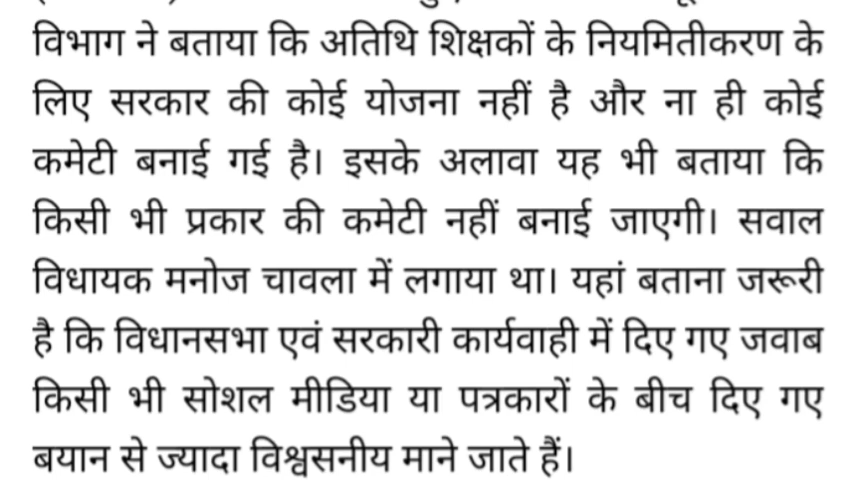 विभाग ने बताया कि अतिथि शिक्षकों के नियमितीकरण के
लिए सरकार की कोई योजना नहीं है और ना ही कोई
कमेटी बनाई गई है। इसके अलावा यह भी बताया कि
किसी भी प्रकार की कमेटी नहीं बनाई जाएगी। सवाल
विधायक मनोज चावला में लगाया था। यहां बताना जरूरी
है कि विधानसभा एवं सरकारी कार्यवाही में दिए गए जवाब
किसी भी सोशल मीडिया या पत्रकारों के बीच दिए गए
बयान से ज्यादा विश्वसनीय माने जाते हैं।